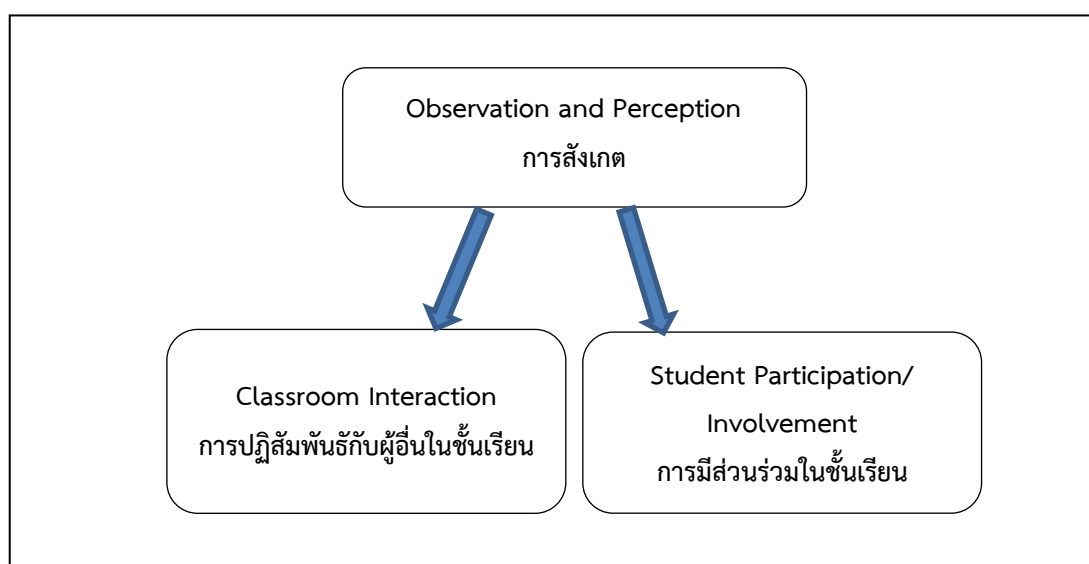 Observation and Perception
การสังเกต
Classroom Interaction
การปฏิสัมพันธ์กับผู้อื่นในชั้นเรียน
Student Participation/
Involvement
การมีส่วนร่วมในชั้นเรียน